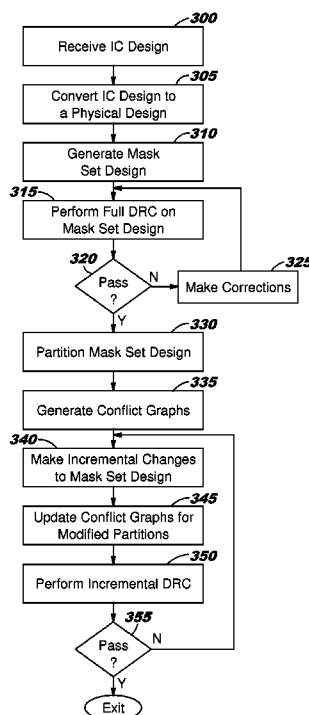 300
Receive IC Design
305
Convert IC Design to
a Physical Design
310
Generate Mask
Set Design
315
Perform Full DRC on
Mask Set Design
320
Pass
?
N
325
Make Corrections
Y
330
Partition Mask Set Design
335
Generate Conflict Graphs
340
Make Incremental Changes
to Mask Set Design
345
Update Conflict Graphs for
Modified Partitions
350
Perform Incremental DRC
355
Pass
?
N
Y
Exit